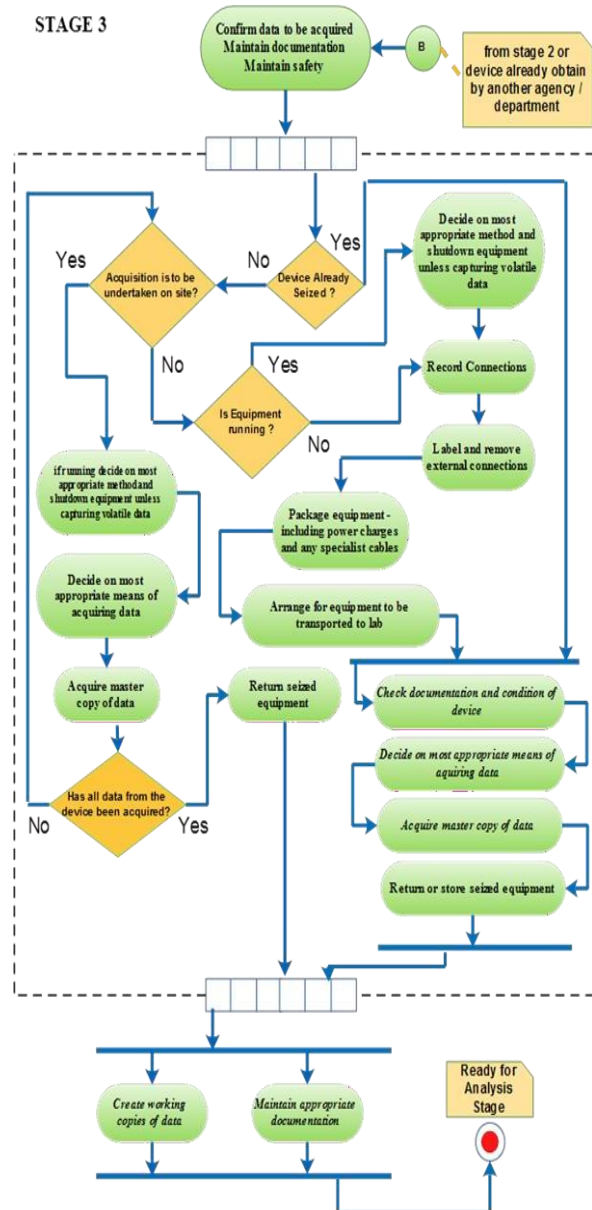 STAGE 3
Confirm data to be acquired
Maintain documentation
Maintain safety
B
from stage 2 or
device already obtain
by another agency /
department
Yes
Acquisition is to be
undertaken on site?
No
Device Already
Seized ?
Yes
Decide on most
appropriate method and
shutdown equipment
unless capturing volatile
data
No
Yes
Is Equipment
running ?
No
Record Connections
Label and remove
external connections
if running decide on most
appropriate method and
shutdown equipment unless
capturing volatile data
Package equipment -
including power charges
and any specialist cables
Decide on most
appropriate means of
acquiring data
Arrange for equipment to be
transported to lab
Acquire master
copy of data
Return seized
equipment
Check documentation and condition of
device
Decide on most appropriate means of
aquiring data
Has all data from the
device been acquired?
No
Yes
Acquire master copy of data
Return or store seized equipment
Create working
copies of data
Maintain appropriate
documentation
Ready for
Analysis
Stage